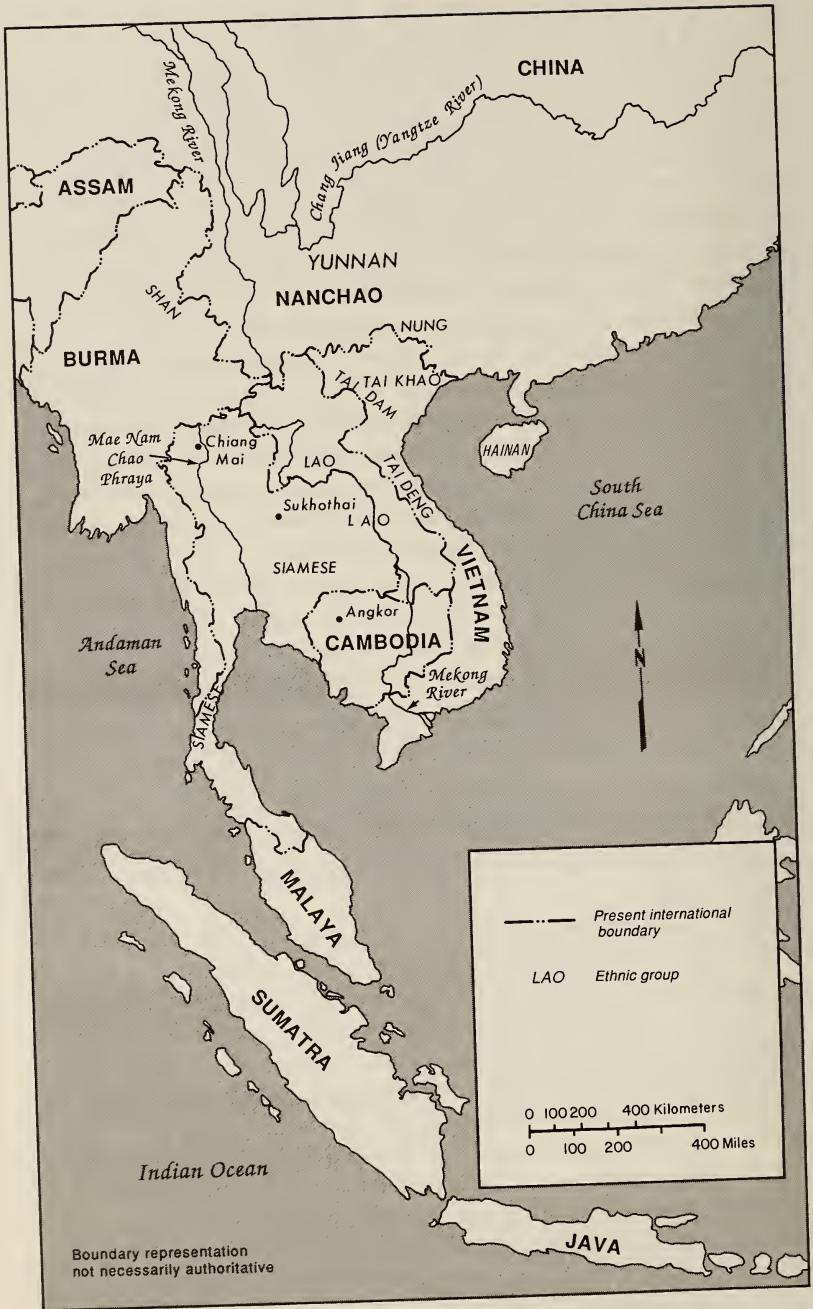 CHINA
Mekong River
Chang Jiang (Yangtze River)
ASSAM
YUNNAN
NANCHAO
SHAN
NUNG
BURMA
TAI DAM
TAI KHAO
Mae Nam
Chao
Phraya
Chiang
Mai
LAO
HAINAN
TAI DENG
South
China Sea
Sukhothai
LAO
SIAMESE
VIETNAM
Angkor
CAMBODIA
Andaman
Sea
Mekong
River
N
SIAMESE
MALAYA
SUMATRA
Present international
boundary
LAO Ethnic group
0 100 200 400 Kilometers
0 100 200 400 Miles
Indian Ocean
JAVA
Boundary representation
not necessarily authoritative